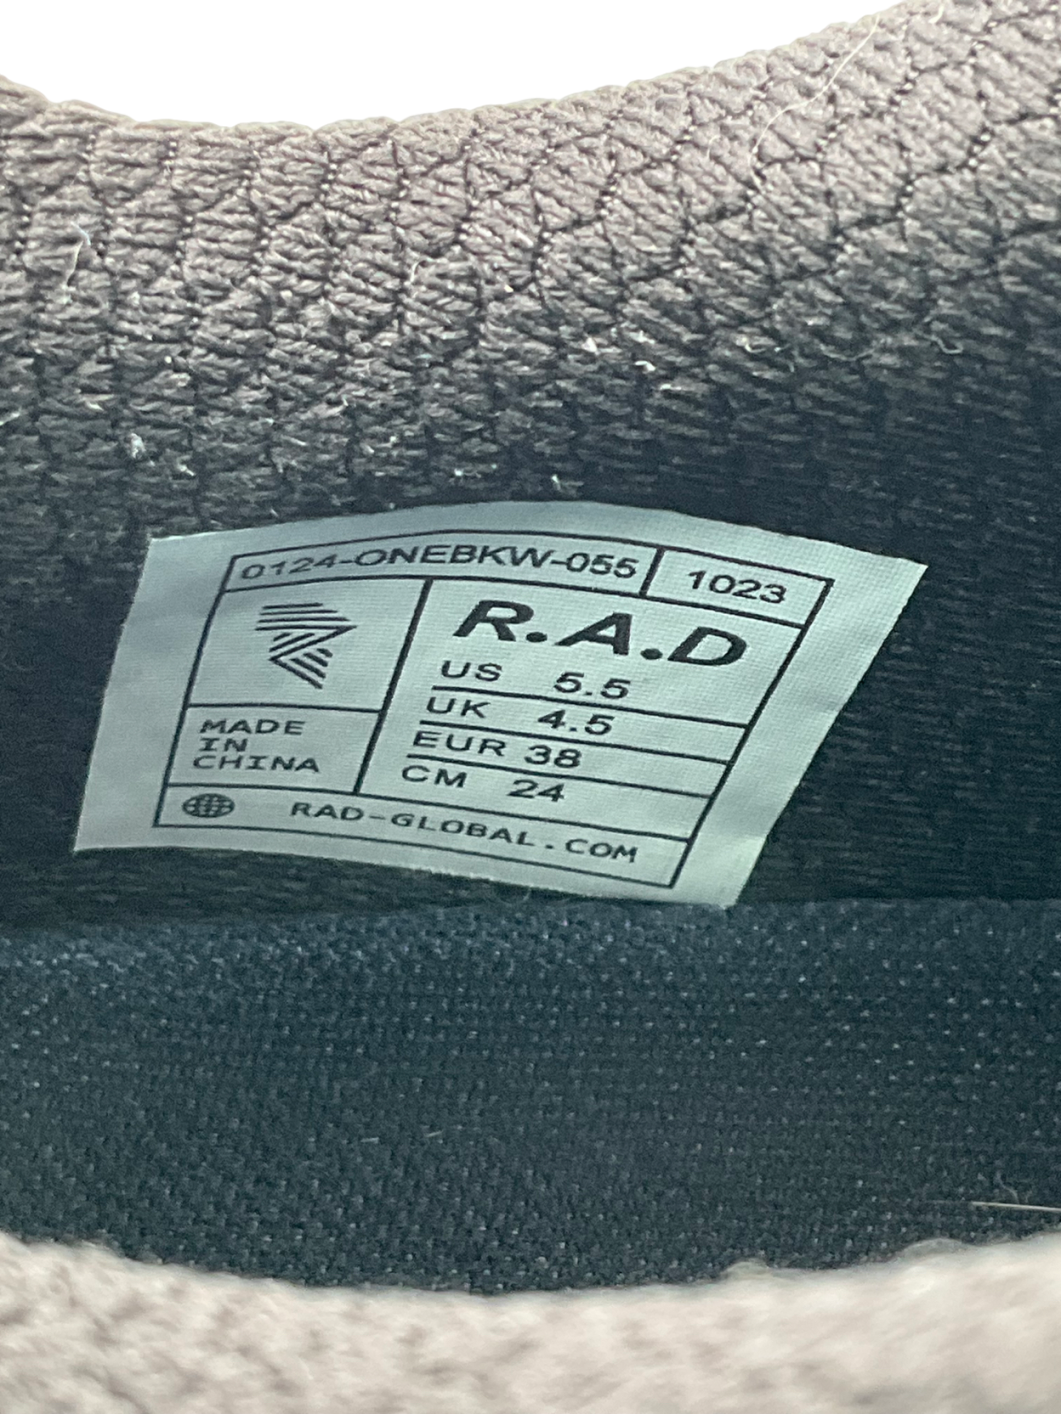 0124-ONEBKW-055 1023
R.A.D
US 5.5
UK 4.5
EUR 38
CM 24
MADE
IN
CHINA
RAD-GLOBAL.COM